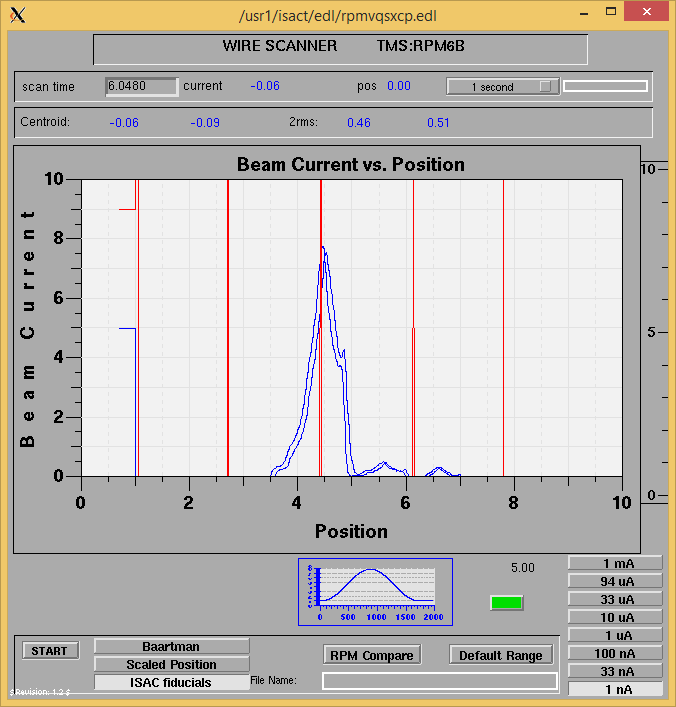 /usr1/isact/edl/rpmvqsxcp.edl
WIRE SCANNER TMS:RPM6B
scan time 6.0480 current -0.06 pos 0.00 1 second
Centroid: -0.06 -0.09 2rms: 0.46 0.51
Beam Current vs. Position
10
8
6
4
2
0
Beam Current
10
5
0
0 2 4 6 8 10
Position
8
0 500 1000 1500 2000
5.00
1 mA
94 uA
33 uA
10 uA
1 uA
100 nA
33 nA
1 nA
START
Baartman
Scaled Position
ISAC fiducials
RPM Compare
Default Range
File Name:
$Revision: 1.2 $